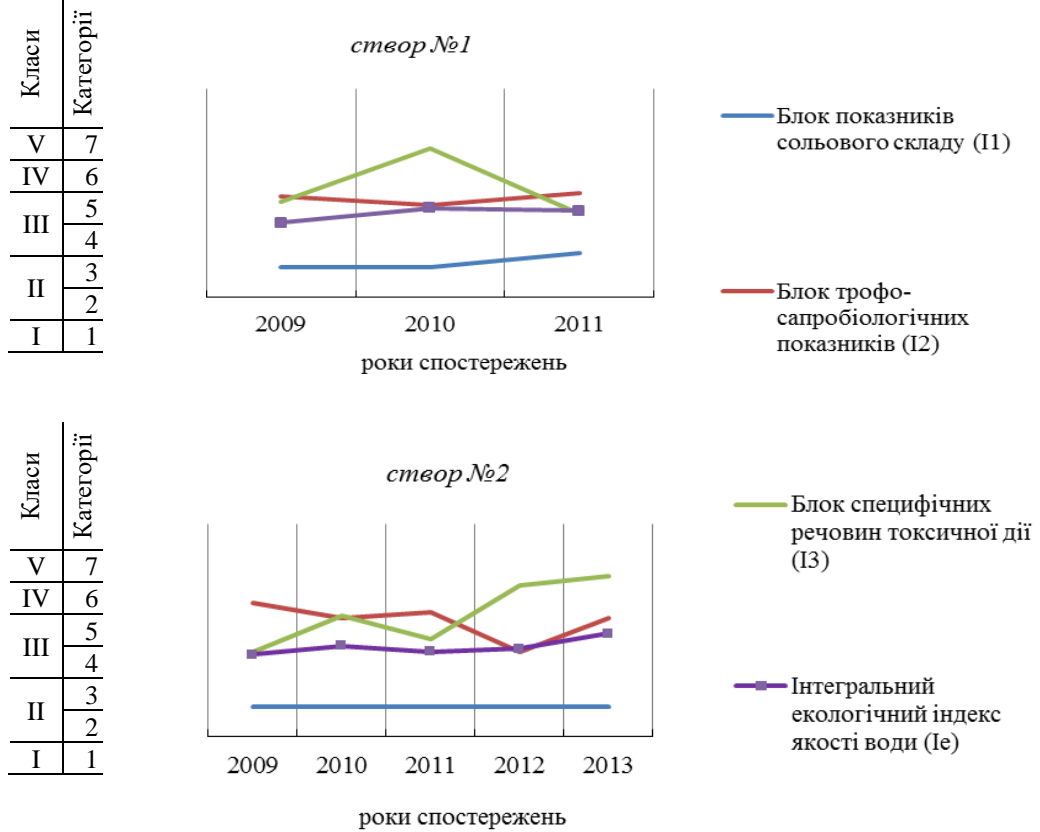 Класи
Категорії
створ №1
V 7
IV 6
III 5
4
II 3
2
I 1
2009 2010 2011
роки спостережень
Блок показників
сольового складу (I1)
Блок трофо-
сапробіологічних
показників (I2)
Класи
Категорії
створ №2
V 7
IV 6
III 5
4
II 3
2
I 1
2009 2010 2011 2012 2013
роки спостережень
Блок специфічних
речовин токсичної дії
(I3)
Інтегральний
екологічний індекс
якості води (Ie)